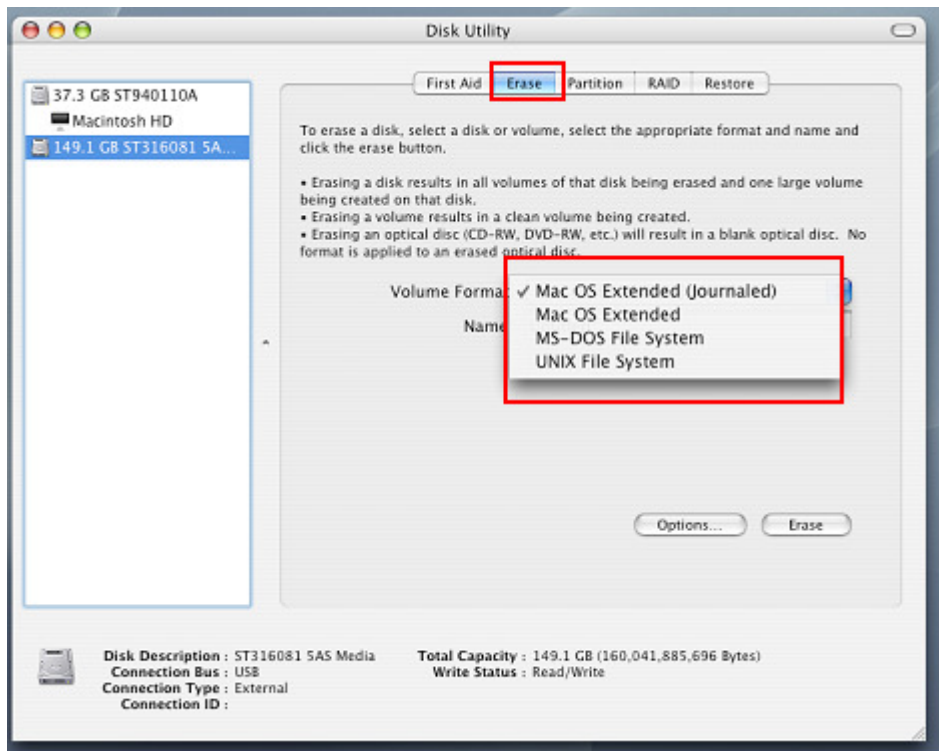 Disk Utility
37.3 GB ST940110A
Macintosh HD
149.1 GB ST316081 5A...
First Aid
Erase
Partition
RAID
Restore
To erase a disk, select a disk or volume, select the appropriate format and name and
click the erase button.
• Erasing a disk results in all volumes of that disk being erased and one large volume
being created on that disk.
• Erasing a volume results in a clean volume being created.
• Erasing an optical disc (CD-RW, DVD-RW, etc.) will result in a blank optical disc. No
format is applied to an erased optical disc.
Volume Format
✓ Mac OS Extended (Journaled)
Mac OS Extended
MS-DOS File System
UNIX File System
Name
Options...
Erase
Disk Description : ST316081 5AS Media
Connection Bus : USB
Connection Type : External
Connection ID :
Total Capacity : 149.1 GB (160,041,885,696 Bytes)
Write Status : Read/Write